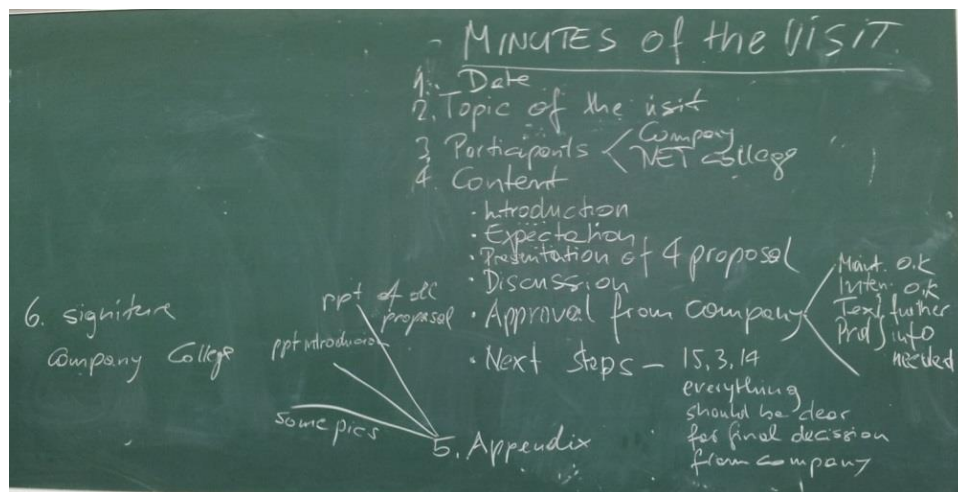 MINUTES of the VISIT
1. Date
2. Topic of the visit
3. Participants < Company
NET College
4. Content
• Introduction
• Expectation
• Presentation of 4 proposal
• Discussion
• Approval from company
Maint. O.K
Inten. O.K
Text. } further
Prod } info
needed
• Next Steps – 15.3.14
everything
should be clear
for final decission
from company
5. Appendix
ppt of all
proposal
ppt introduction
some pics
6. signiture
Company College